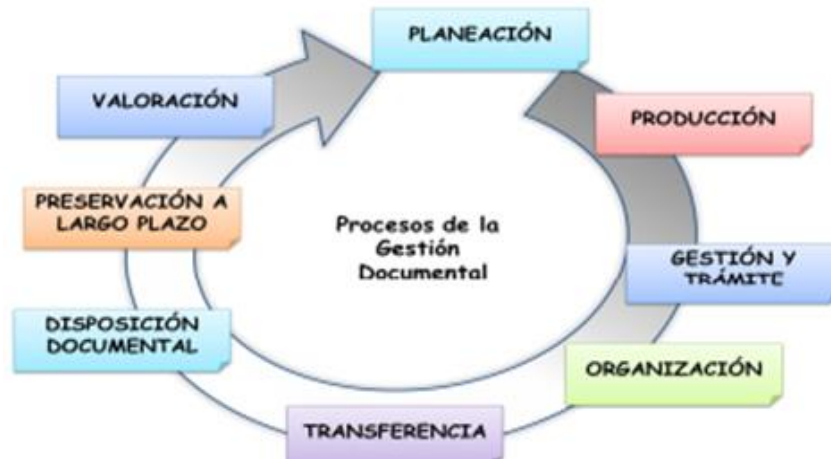 PLANEACIÓN
PRODUCCIÓN
GESTIÓN Y
TRÁMITE
ORGANIZACIÓN
TRANSFERENCIA
DISPOSICIÓN
DOCUMENTAL
PRESERVACIÓN A
LARGO PLAZO
VALORACIÓN
Procesos de la
Gestión
Documental